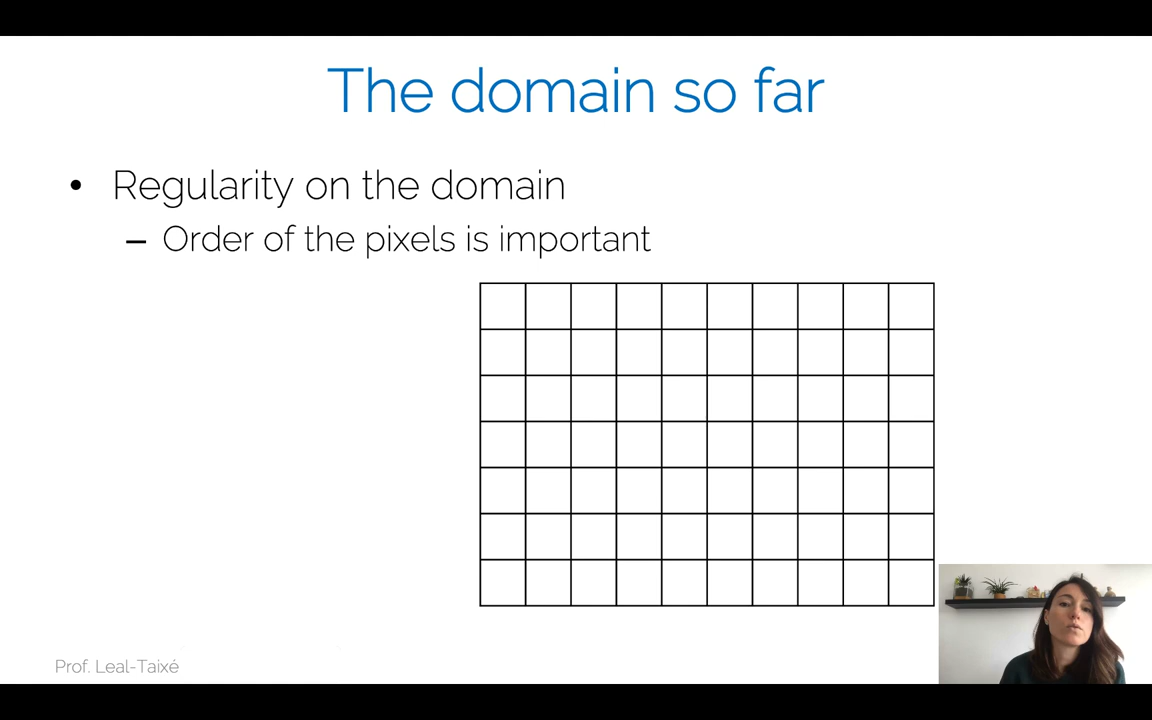 The domain so far
• Regularity on the domain
– Order of the pixels is important
Prof. Leal-Taixé